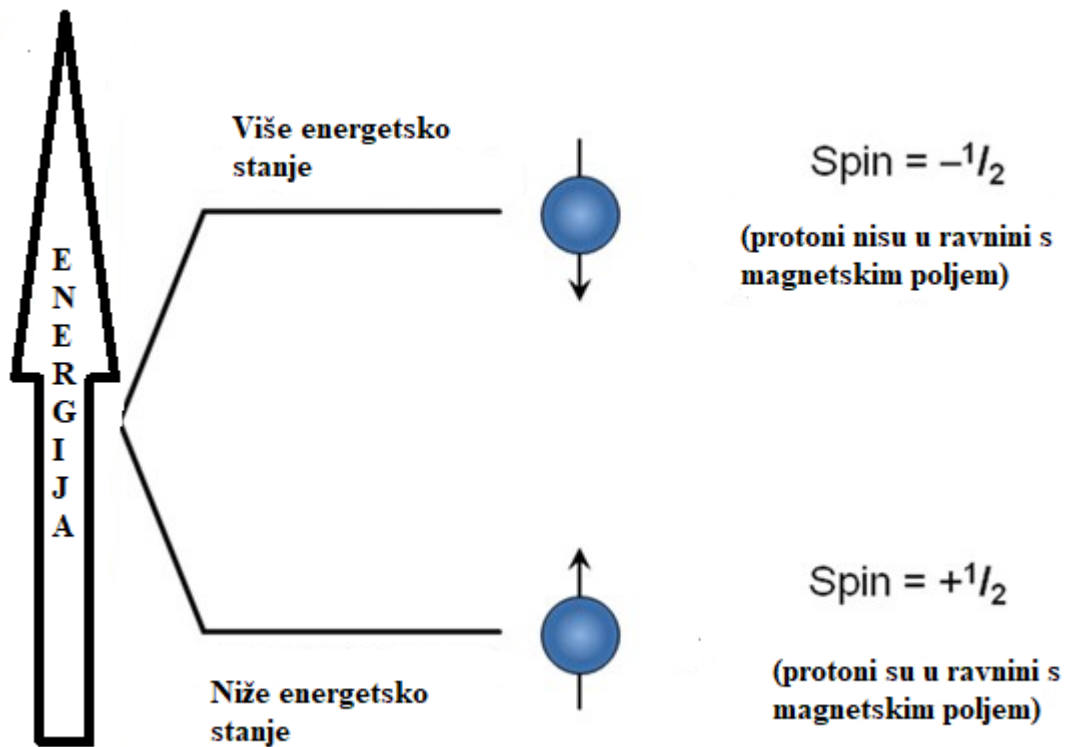 ENERGIJA
Više energetsko
stanje
Spin = –1/2
(protoni nisu u ravnini s
magnetskim poljem)
Spin = +1/2
Niže energetsko
stanje
(protoni su u ravnini s
magnetskim poljem)